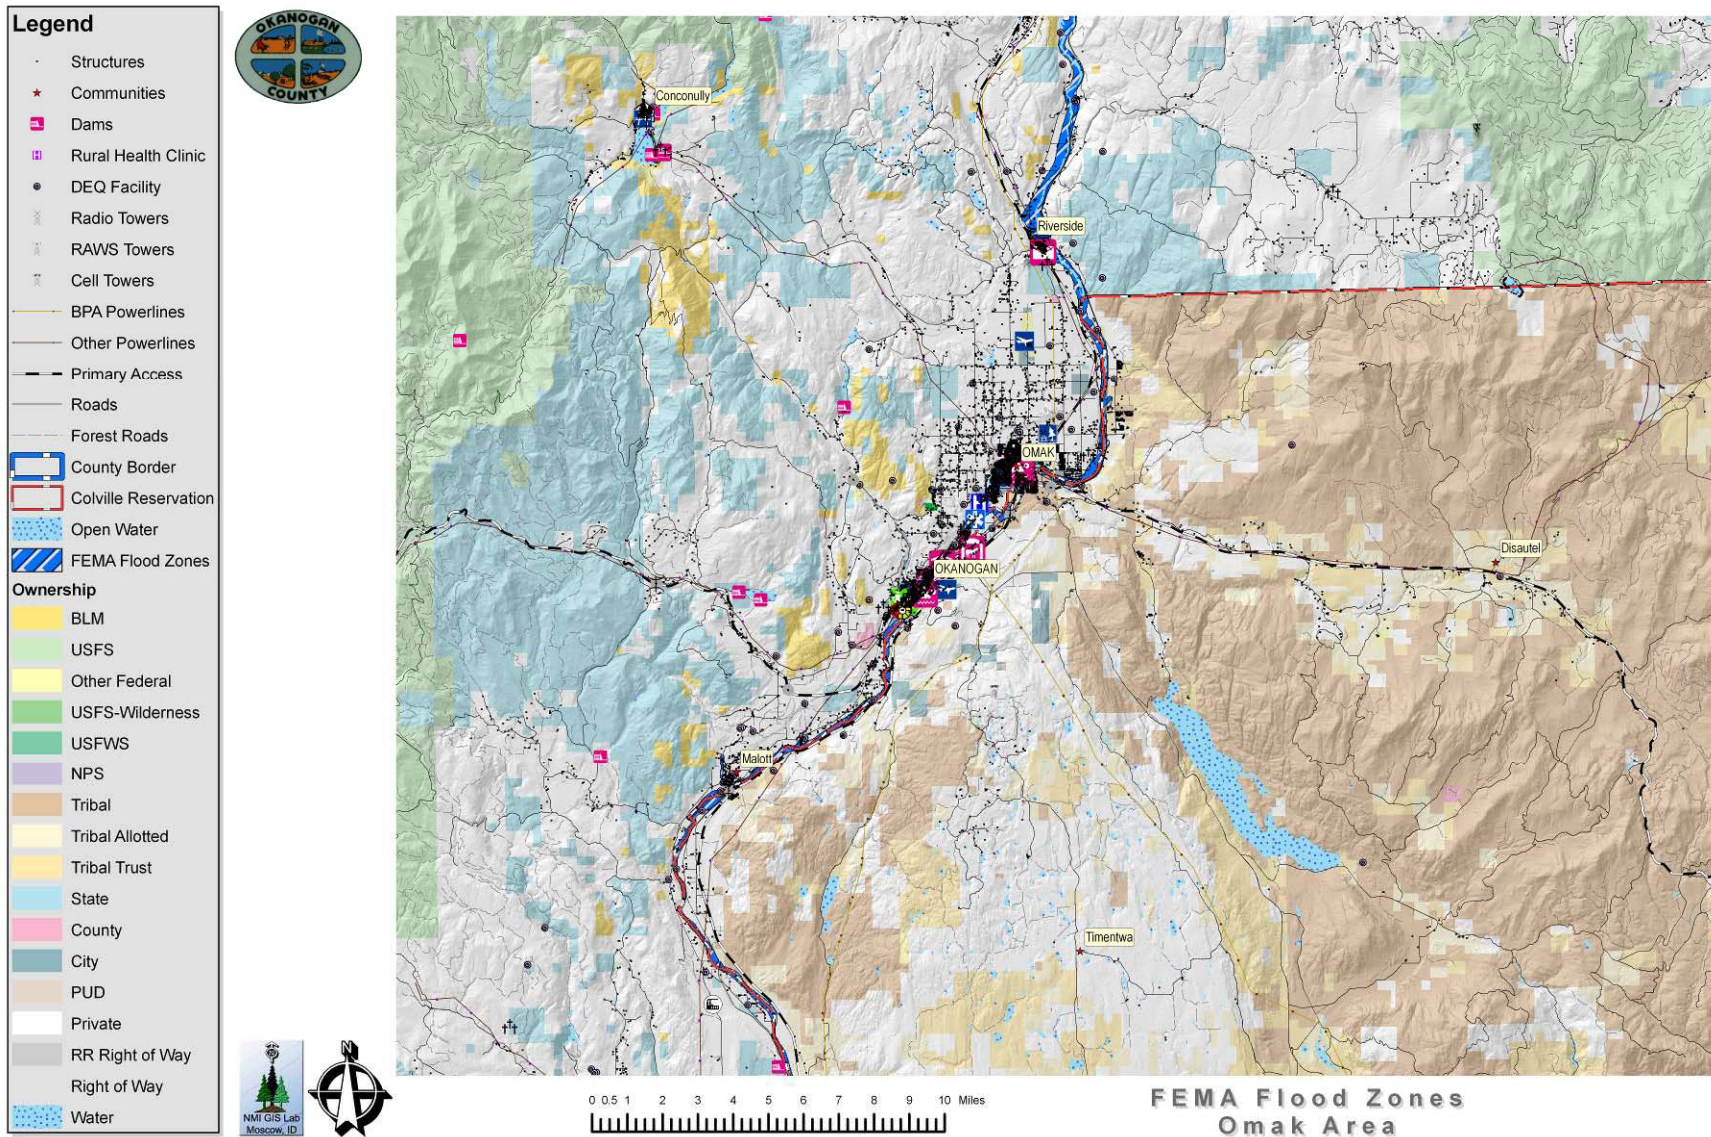 Legend
Structures
Communities
Dams
Rural Health Clinic
DEQ Facility
Radio Towers
RAWS Towers
Cell Towers
BPA Powerlines
Other Powerlines
Primary Access
Roads
Forest Roads
County Border
Colville Reservation
Open Water
FEMA Flood Zones
Ownership
BLM
USFS
Other Federal
USFS-Wilderness
USFWS
NPS
Tribal
Tribal Allotted
Tribal Trust
State
County
City
PUD
Private
RR Right of Way
Right of Way
Water
OKANOGAN
COUNTY
Conconully
Riverside
OMAK
OKANOGAN
Disautel
Malott
Timentwa
NMI GIS Lab
Moscow, ID
N
0 0.5 1 2 3 4 5 6 7 8 9 10 Miles
FEMA Flood Zones
Omak Area